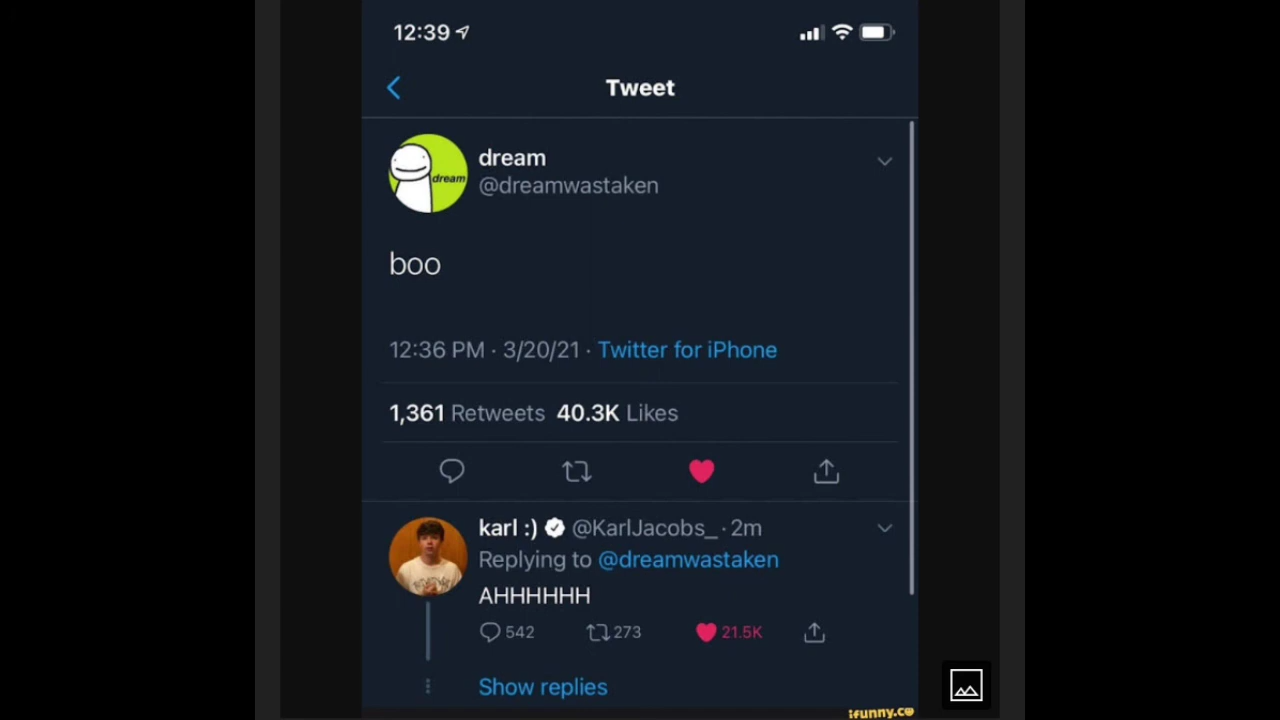 12:39
Tweet
dream
dream
@dreamwastaken
boo
12:36 PM · 3/20/21 · Twitter for iPhone
1,361 Retweets 40.3K Likes
karl :) @KarlJacobs_ · 2m
Replying to @dreamwastaken
AHHHHHH
542 273 21.5K
Show replies
ifunny.co